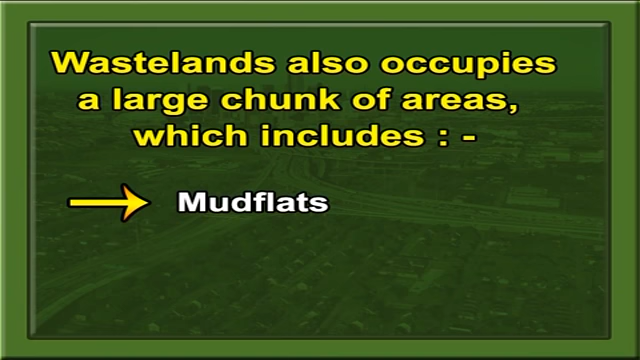 Wastelands also occupies
a large chunk of areas,
which includes : -
Mudflats